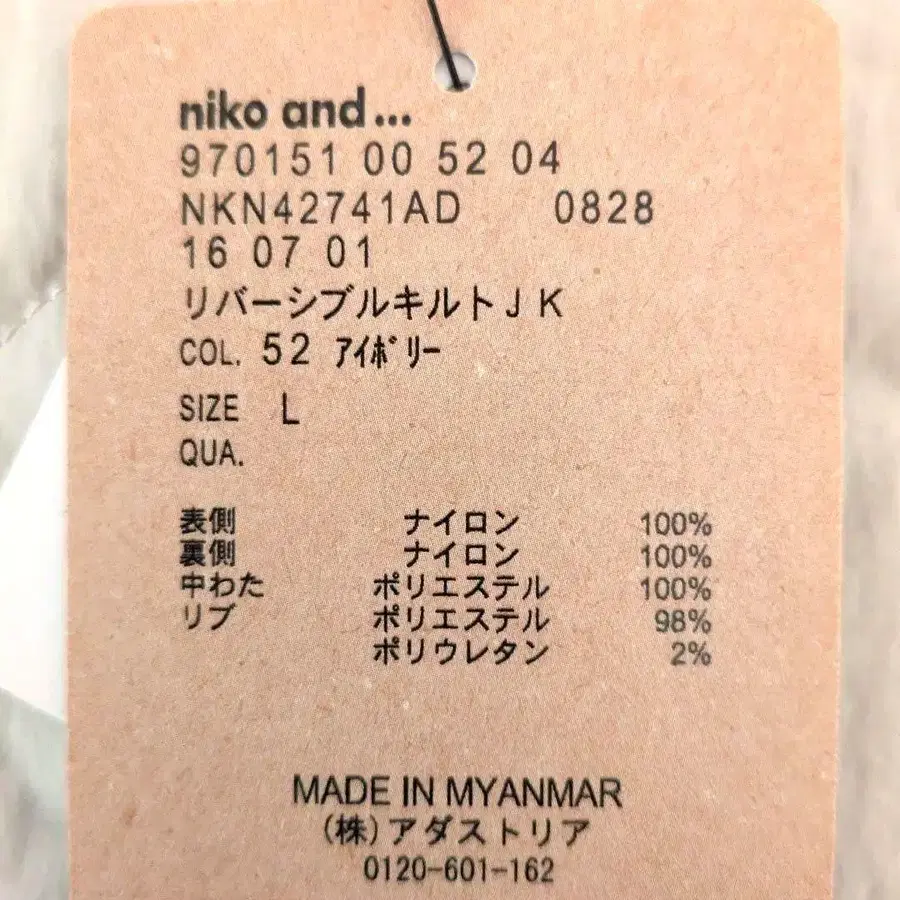 niko and...
970151 00 52 04
NKN42741AD 0828
16 07 01
リバーシブルキルトJK
COL. 52 ｱｲﾎﾞﾘｰ
SIZE L
QUA.
表側 ナイロン 100%
裏側 ナイロン 100%
中わた ポリエステル 100%
リブ ポリエステル 98%
ポリウレタン 2%
MADE IN MYANMAR
(株)アダストリア
0120-601-162